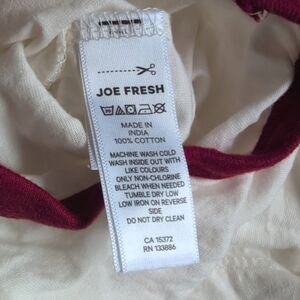 JOE FRESH
MADE IN
INDIA
100% COTTON
MACHINE WASH COLD
WASH INSIDE OUT WITH
LIKE COLOURS
ONLY NON-CHLORINE
BLEACH WHEN NEEDED
TUMBLE DRY LOW
LOW IRON ON REVERSE
SIDE
DO NOT DRY CLEAN
CA 15372
RN 133886